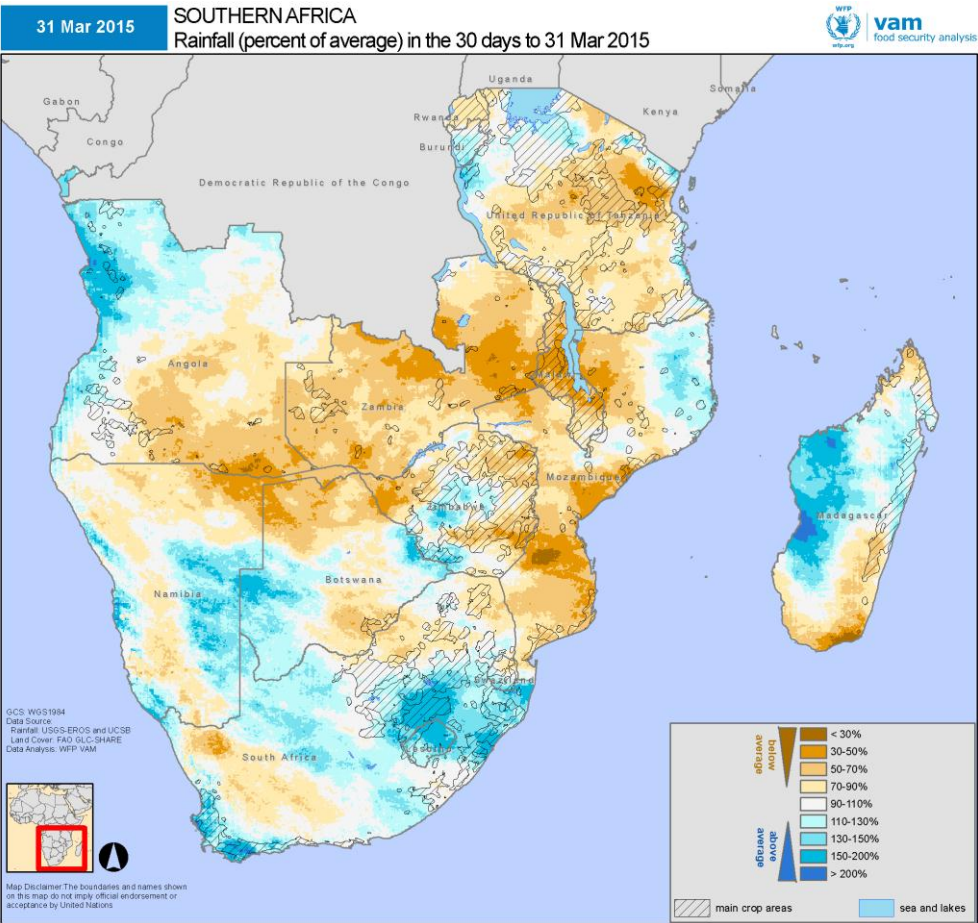 31 Mar 2015
SOUTHERN AFRICA
Rainfall (percent of average) in the 30 days to 31 Mar 2015
WFP
wfp.org
vam
food security analysis
Uganda
Somalia
Gabon
Kenya
Rwanda
Congo
Burundi
Democratic Republic of the Congo
United Republic of Tanzania
Angola
Malawi
Zambia
Mozambique
Zimbabwe
Madagascar
Botswana
Namibia
Swaziland
Lesotho
South Africa
GCS: WGS1984
Data Source:
Rainfall: USGS-EROS and UCSB
Land Cover: FAO GLC-SHARE
Data Analysis: WFP VAM
Map Disclaimer:The boundaries and names shown
on this map do not imply official endorsement or
acceptance by United Nations
below
average
above
average
< 30%
30-50%
50-70%
70-90%
90-110%
110-130%
130-150%
150-200%
> 200%
main crop areas
sea and lakes